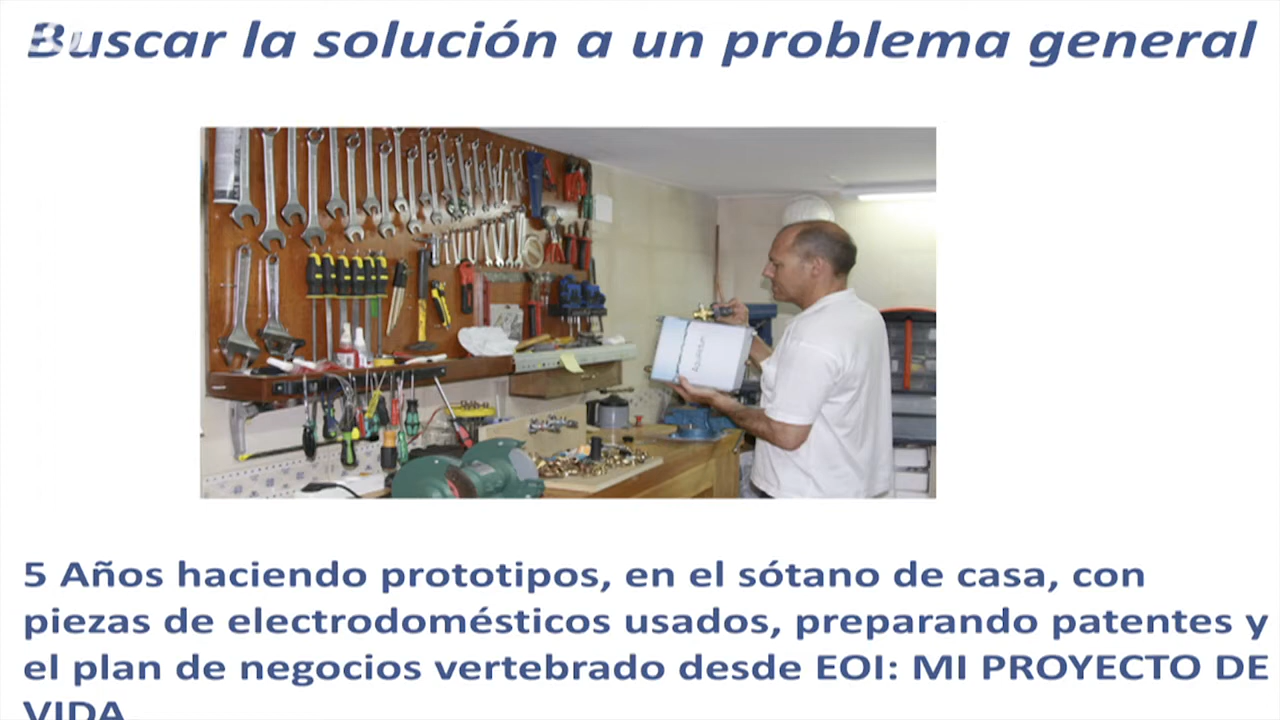 Buscar la solución a un problema general
5 Años haciendo prototipos, en el sótano de casa, con
piezas de electrodomésticos usados, preparando patentes y
el plan de negocios vertebrado desde EOI: MI PROYECTO DE
VIDA.